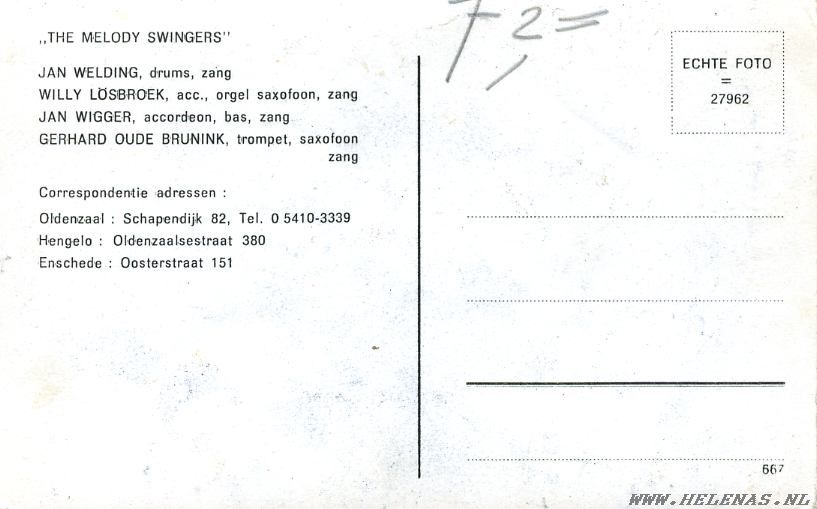 „THE MELODY SWINGERS”
JAN WELDING, drums, zang
WILLY LÖSBROEK, acc., orgel saxofoon, zang
JAN WIGGER, accordeon, bas, zang
GERHARD OUDE BRUNINK, trompet, saxofoon
zang
Correspondentie adressen :
Oldenzaal : Schapendijk 82, Tel. 0 5410-3339
Hengelo : Oldenzaalsestraat 380
Enschede : Oosterstraat 151
7,2=
ECHTE FOTO
=
27962
667
WWW.HELENAS.NL